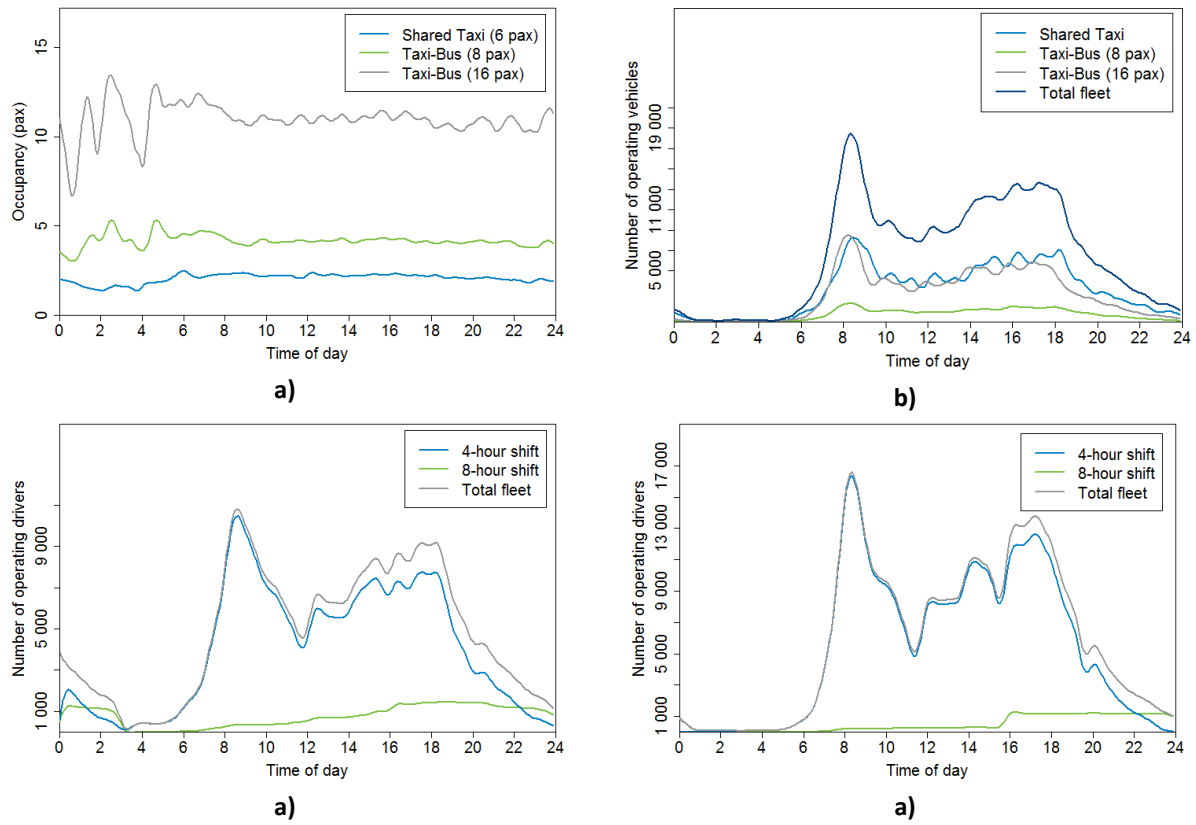 Shared Taxi (6 pax)
Taxi-Bus (8 pax)
Taxi-Bus (16 pax)
Occupancy (pax)
15
10
5
0
0 2 4 6 8 10 12 14 16 18 20 22 24
Time of day
a)
Shared Taxi
Taxi-Bus (8 pax)
Taxi-Bus (16 pax)
Total fleet
Number of operating vehicles
19 000
11 000
5 000
0 2 4 6 8 10 12 14 16 18 20 22 24
Time of day
b)
4-hour shift
8-hour shift
Total fleet
Number of operating drivers
9 000
5 000
1 000
0 2 4 6 8 10 12 14 16 18 20 22 24
Time of day
a)
4-hour shift
8-hour shift
Total fleet
Number of operating drivers
17 000
13 000
9 000
5 000
1 000
0 2 4 6 8 10 12 14 16 18 20 22 24
Time of day
a)